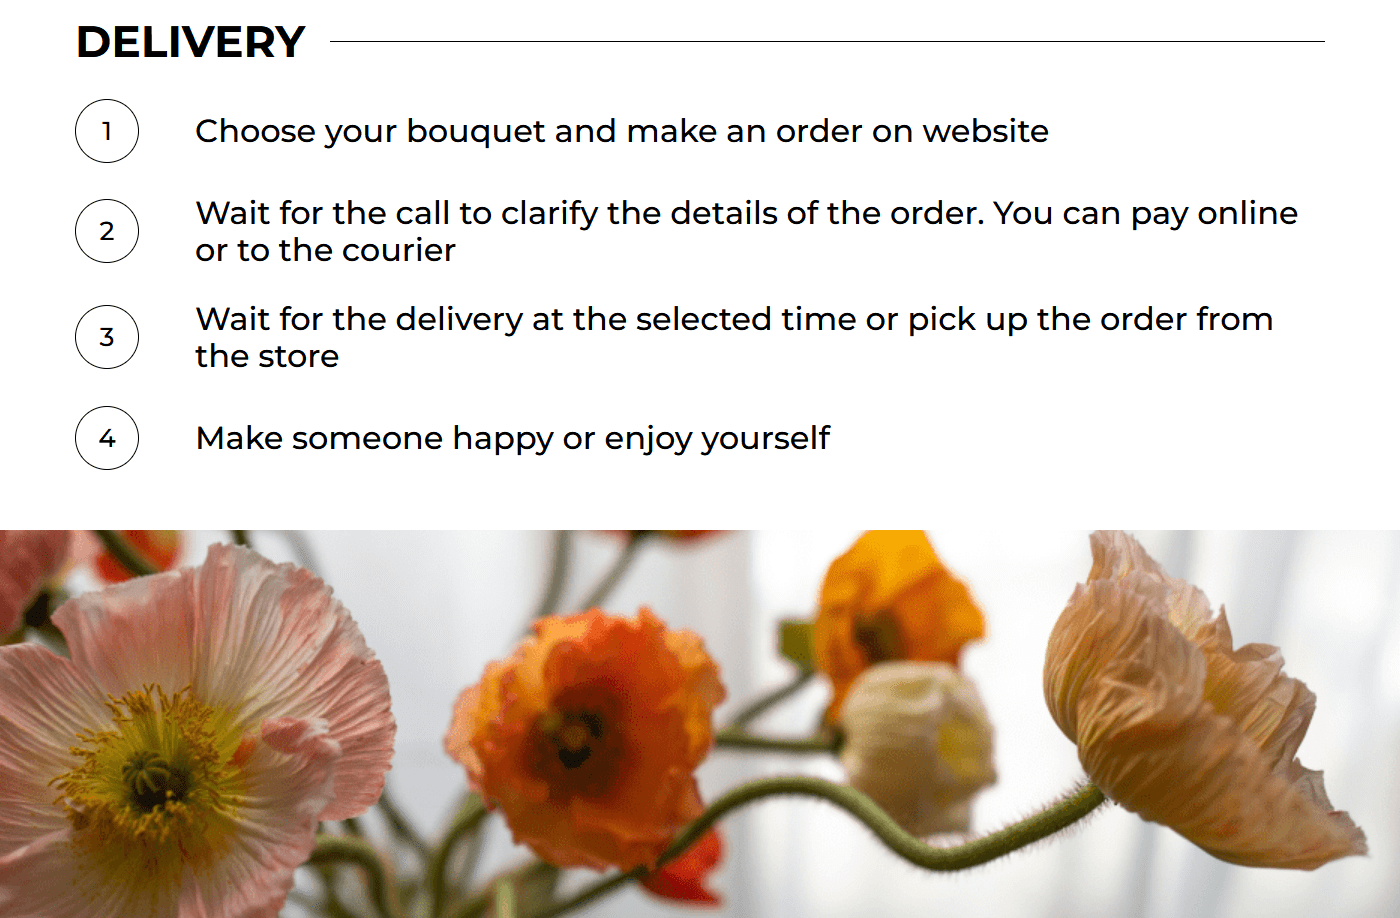 DELIVERY
1
Choose your bouquet and make an order on website
2
Wait for the call to clarify the details of the order. You can pay online
or to the courier
3
Wait for the delivery at the selected time or pick up the order from
the store
4
Make someone happy or enjoy yourself